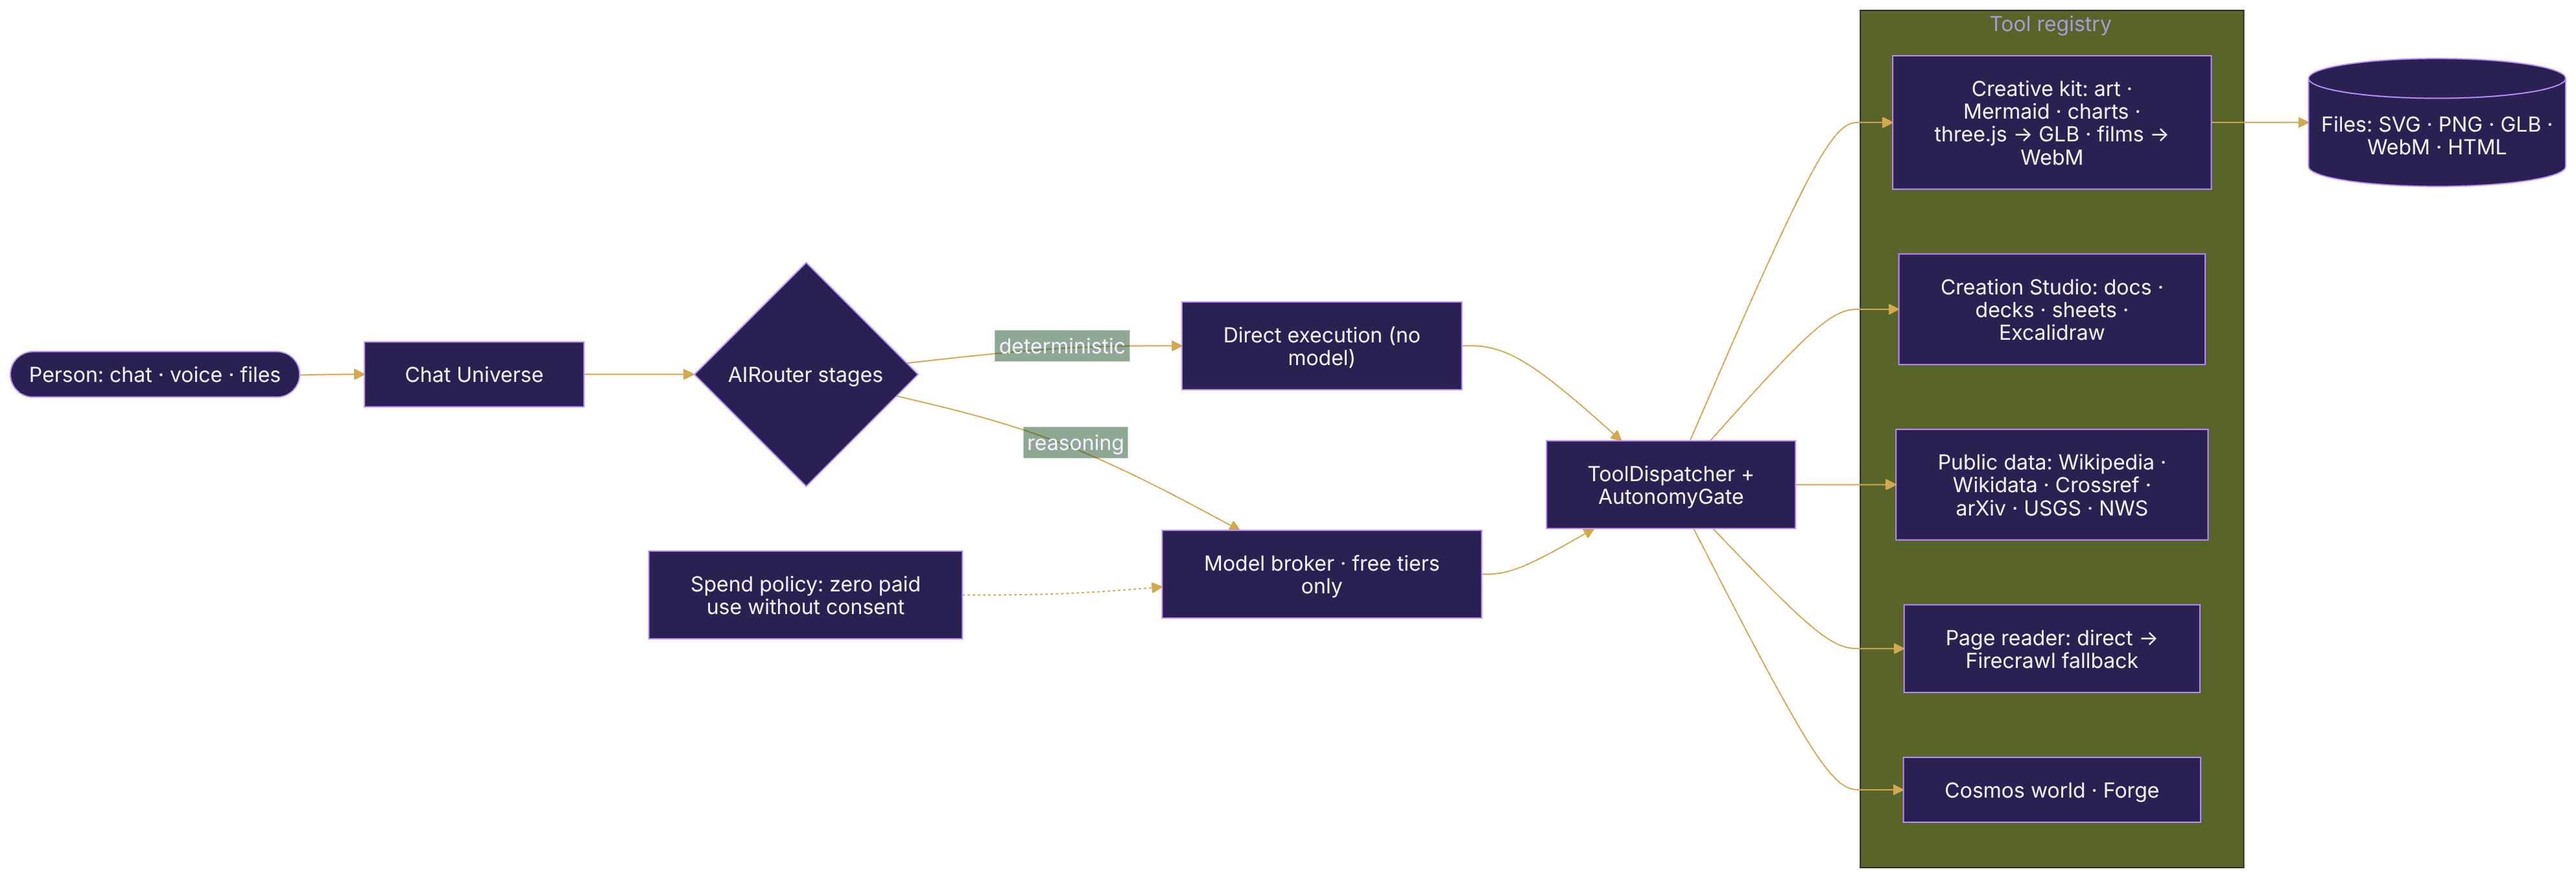 Person: chat · voice · files
Chat Universe
AIRouter stages
deterministic
reasoning
Direct execution (no
model)
Spend policy: zero paid
use without consent
Model broker · free tiers
only
ToolDispatcher +
AutonomyGate
Tool registry
Creative kit: art ·
Mermaid · charts ·
three.js → GLB · films →
WebM
Creation Studio: docs ·
decks · sheets ·
Excalidraw
Public data: Wikipedia ·
Wikidata · Crossref ·
arXiv · USGS · NWS
Page reader: direct →
Firecrawl fallback
Cosmos world · Forge
Files: SVG · PNG · GLB ·
WebM · HTML